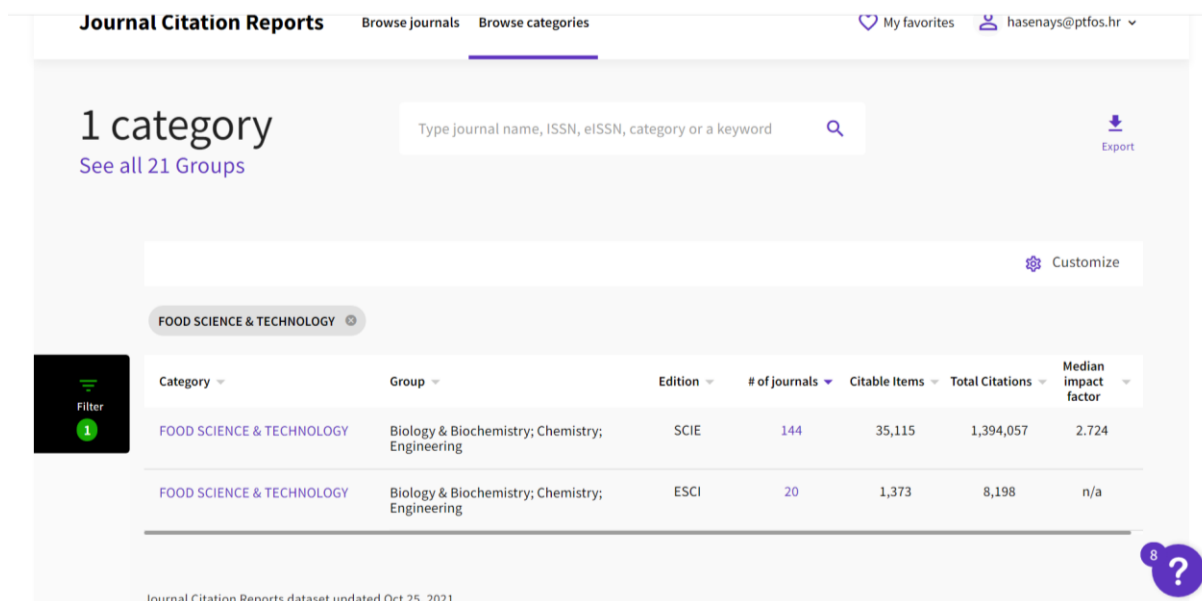 Journal Citation Reports Browse journals Browse categories My favorites hasenays@ptfos.hr
1 category
See all 21 Groups
Type journal name, ISSN, eISSN, category or a keyword
Export
Customize
FOOD SCIENCE & TECHNOLOGY
Filter
1
Category Group Edition # of journals Citable Items Total Citations Median impact factor
FOOD SCIENCE & TECHNOLOGY Biology & Biochemistry; Chemistry; Engineering SCIE 144 35,115 1,394,057 2.724
FOOD SCIENCE & TECHNOLOGY Biology & Biochemistry; Chemistry; Engineering ESCI 20 1,373 8,198 n/a
8
?
Journal Citation Reports dataset updated Oct 25, 2021